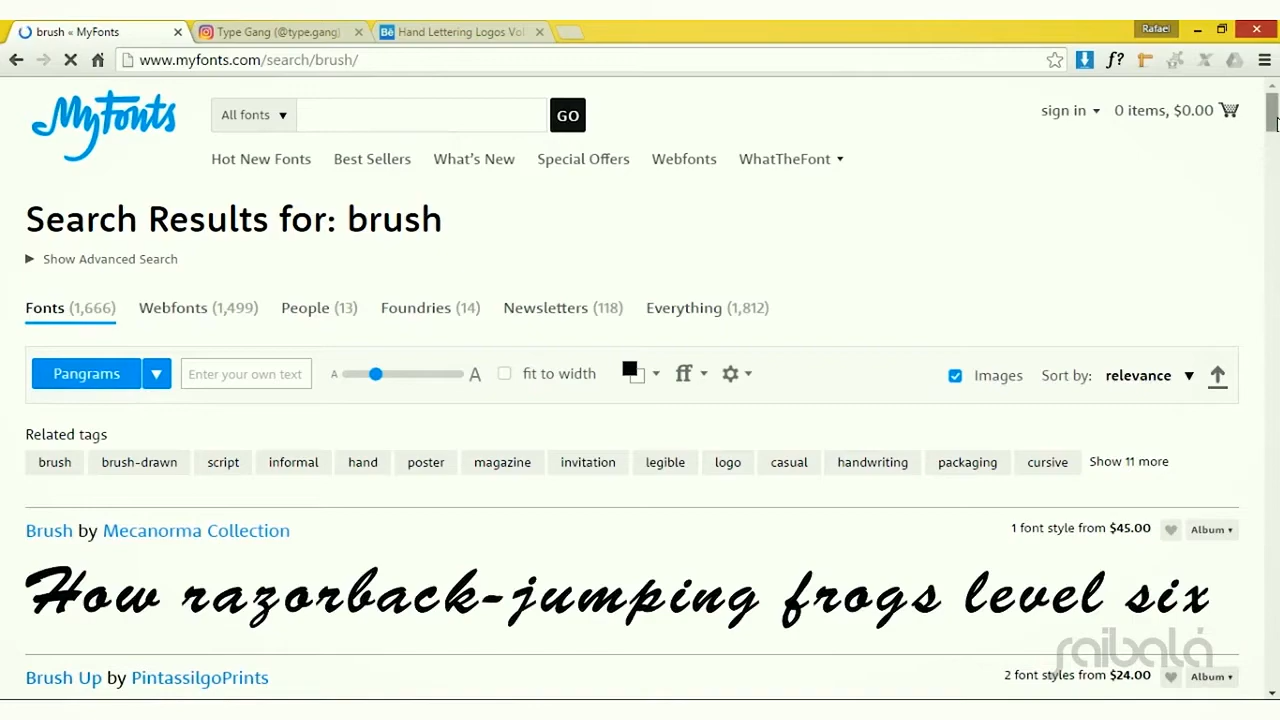 brush « MyFonts
Type Gang (@type.gang)
Hand Lettering Logos Vol
Rafael
www.myfonts.com/search/brush/
f?
MyFonts
All fonts
GO
sign in
0 items, $0.00
Hot New Fonts
Best Sellers
What's New
Special Offers
Webfonts
WhatTheFont
Search Results for: brush
Show Advanced Search
Fonts (1,666)
Webfonts (1,499)
People (13)
Foundries (14)
Newsletters (118)
Everything (1,812)
Pangrams
Enter your own text
A
A
fit to width
ff
Images
Sort by: relevance
Related tags
brush
brush-drawn
script
informal
hand
poster
magazine
invitation
legible
logo
casual
handwriting
packaging
cursive
Show 11 more
Brush by Mecanorma Collection
1 font style from $45.00
Album
How razorback-jumping frogs level six
raibalá
Brush Up by PintassilgoPrints
2 font styles from $24.00
Album